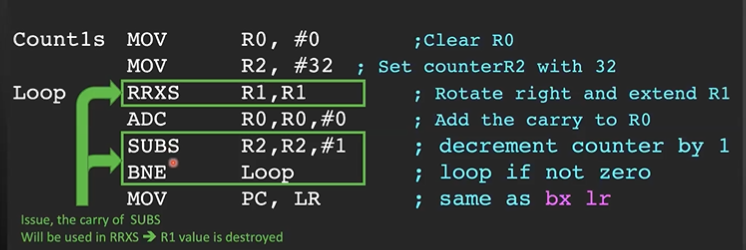 Count1s MOV R0, #0 ;Clear R0
MOV R2, #32 ; Set counterR2 with 32
Loop RRXS R1,R1 ; Rotate right and extend R1
ADC R0,R0,#0 ; Add the carry to R0
SUBS R2,R2,#1 ; decrement counter by 1
BNE Loop ; loop if not zero
MOV PC, LR ; same as bx lr
Issue, the carry of SUBS
Will be used in RRXS ➔ R1 value is destroyed